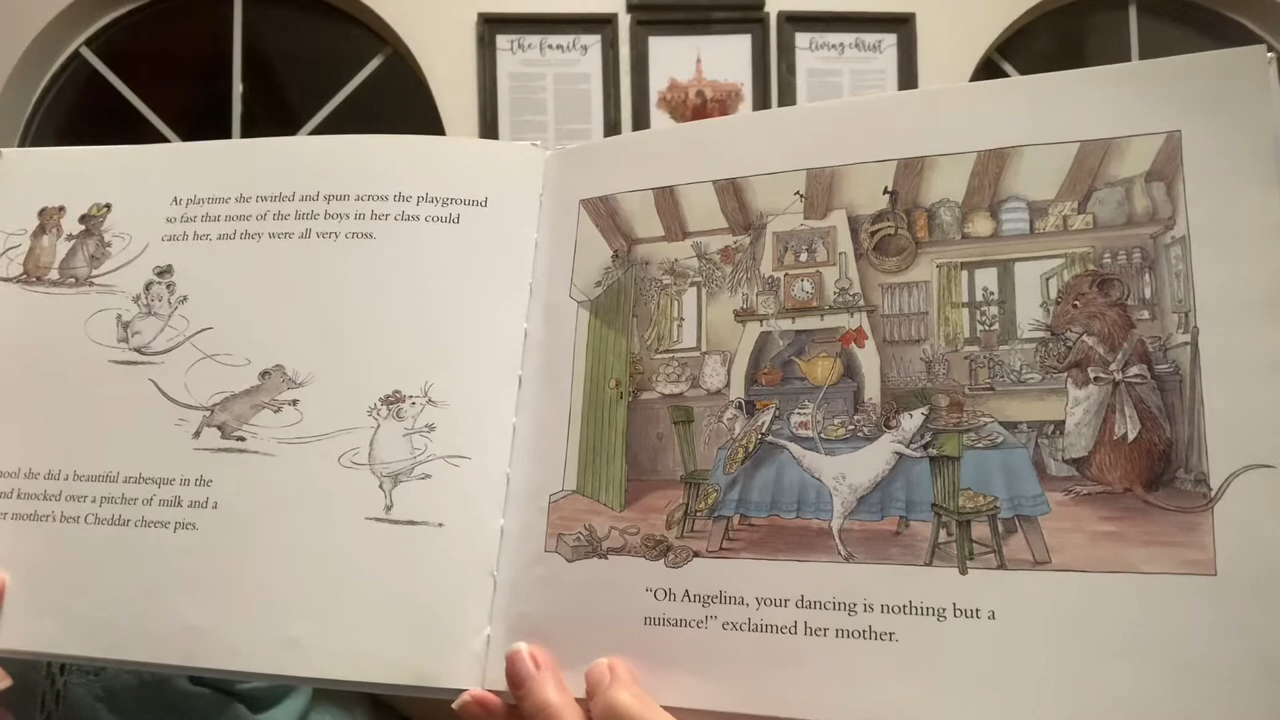 the family
living christ
At playtime she twirled and spun across the playground
so fast that none of the little boys in her class could
catch her, and they were all very cross.
she did a beautiful arabesque in the
knocked over a pitcher of milk and a
mother's best Cheddar cheese pies.
"Oh Angelina, your dancing is nothing but a
nuisance!" exclaimed her mother.